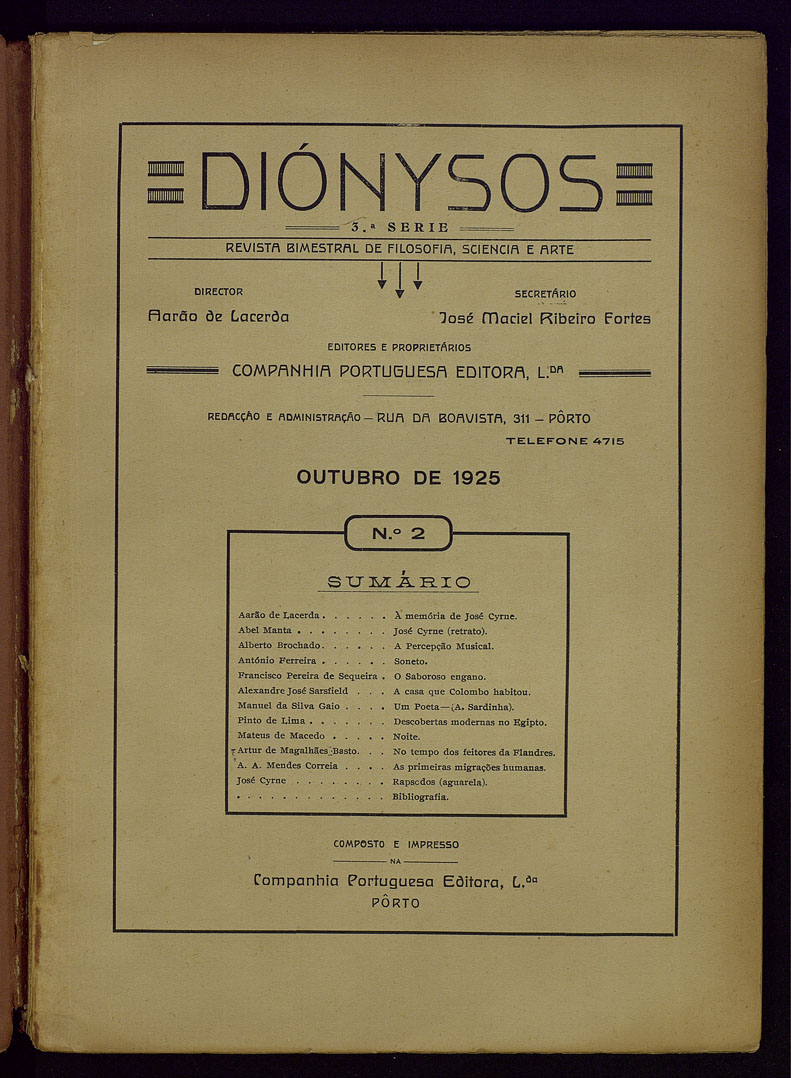 DIÓNYSOS
3.ª SERIE
REVISTA BIMESTRAL DE FILOSOFIA, SCIENCIA E ARTE
DIRECTOR
Aarão de Lacerda
SECRETÁRIO
José Maciel Ribeiro Fortes
EDITORES E PROPRIETÁRIOS
COMPANHIA PORTUGUESA EDITORA, L.DA
REDACÇÃO E ADMINISTRAÇÃO — RUA DA BOAVISTA, 311 — PÔRTO
TELEFONE 4715
OUTUBRO DE 1925
N.º 2
SUMÁRIO
Aarão de Lacerda . . . . . . À memória de José Cyrne.
Abel Manta . . . . . . . . José Cyrne (retrato).
Alberto Brochado. . . . . . A Percepção Musical.
António Ferreira . . . . . . Soneto.
Francisco Pereira de Sequeira . O Saboroso engano.
Alexandre José Sarsfield . . . A casa que Colombo habitou.
Manuel da Silva Gaio . . . . Um Poeta—(A. Sardinha).
Pinto de Lima . . . . . . . Descobertas modernas no Egipto.
Mateus de Macedo . . . . . Noite.
Artur de Magalhães Basto. . . No tempo dos feitores da Flandres.
A. A. Mendes Correia . . . . As primeiras migrações humanas.
José Cyrne . . . . . . . . Rapsodos (aguarela).
. . . . . . . . . . . . . Bibliografia.
COMPOSTO E IMPRESSO
NA
Companhia Portuguesa Editora, L.da
PÔRTO